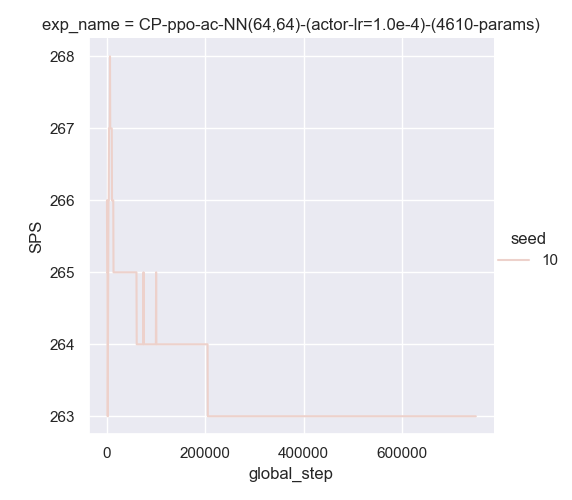 exp_name = CP-ppo-ac-NN(64,64)-(actor-lr=1.0e-4)-(4610-params)
268
267
266
265
264
263
SPS
0
200000
400000
600000
global_step
seed
10